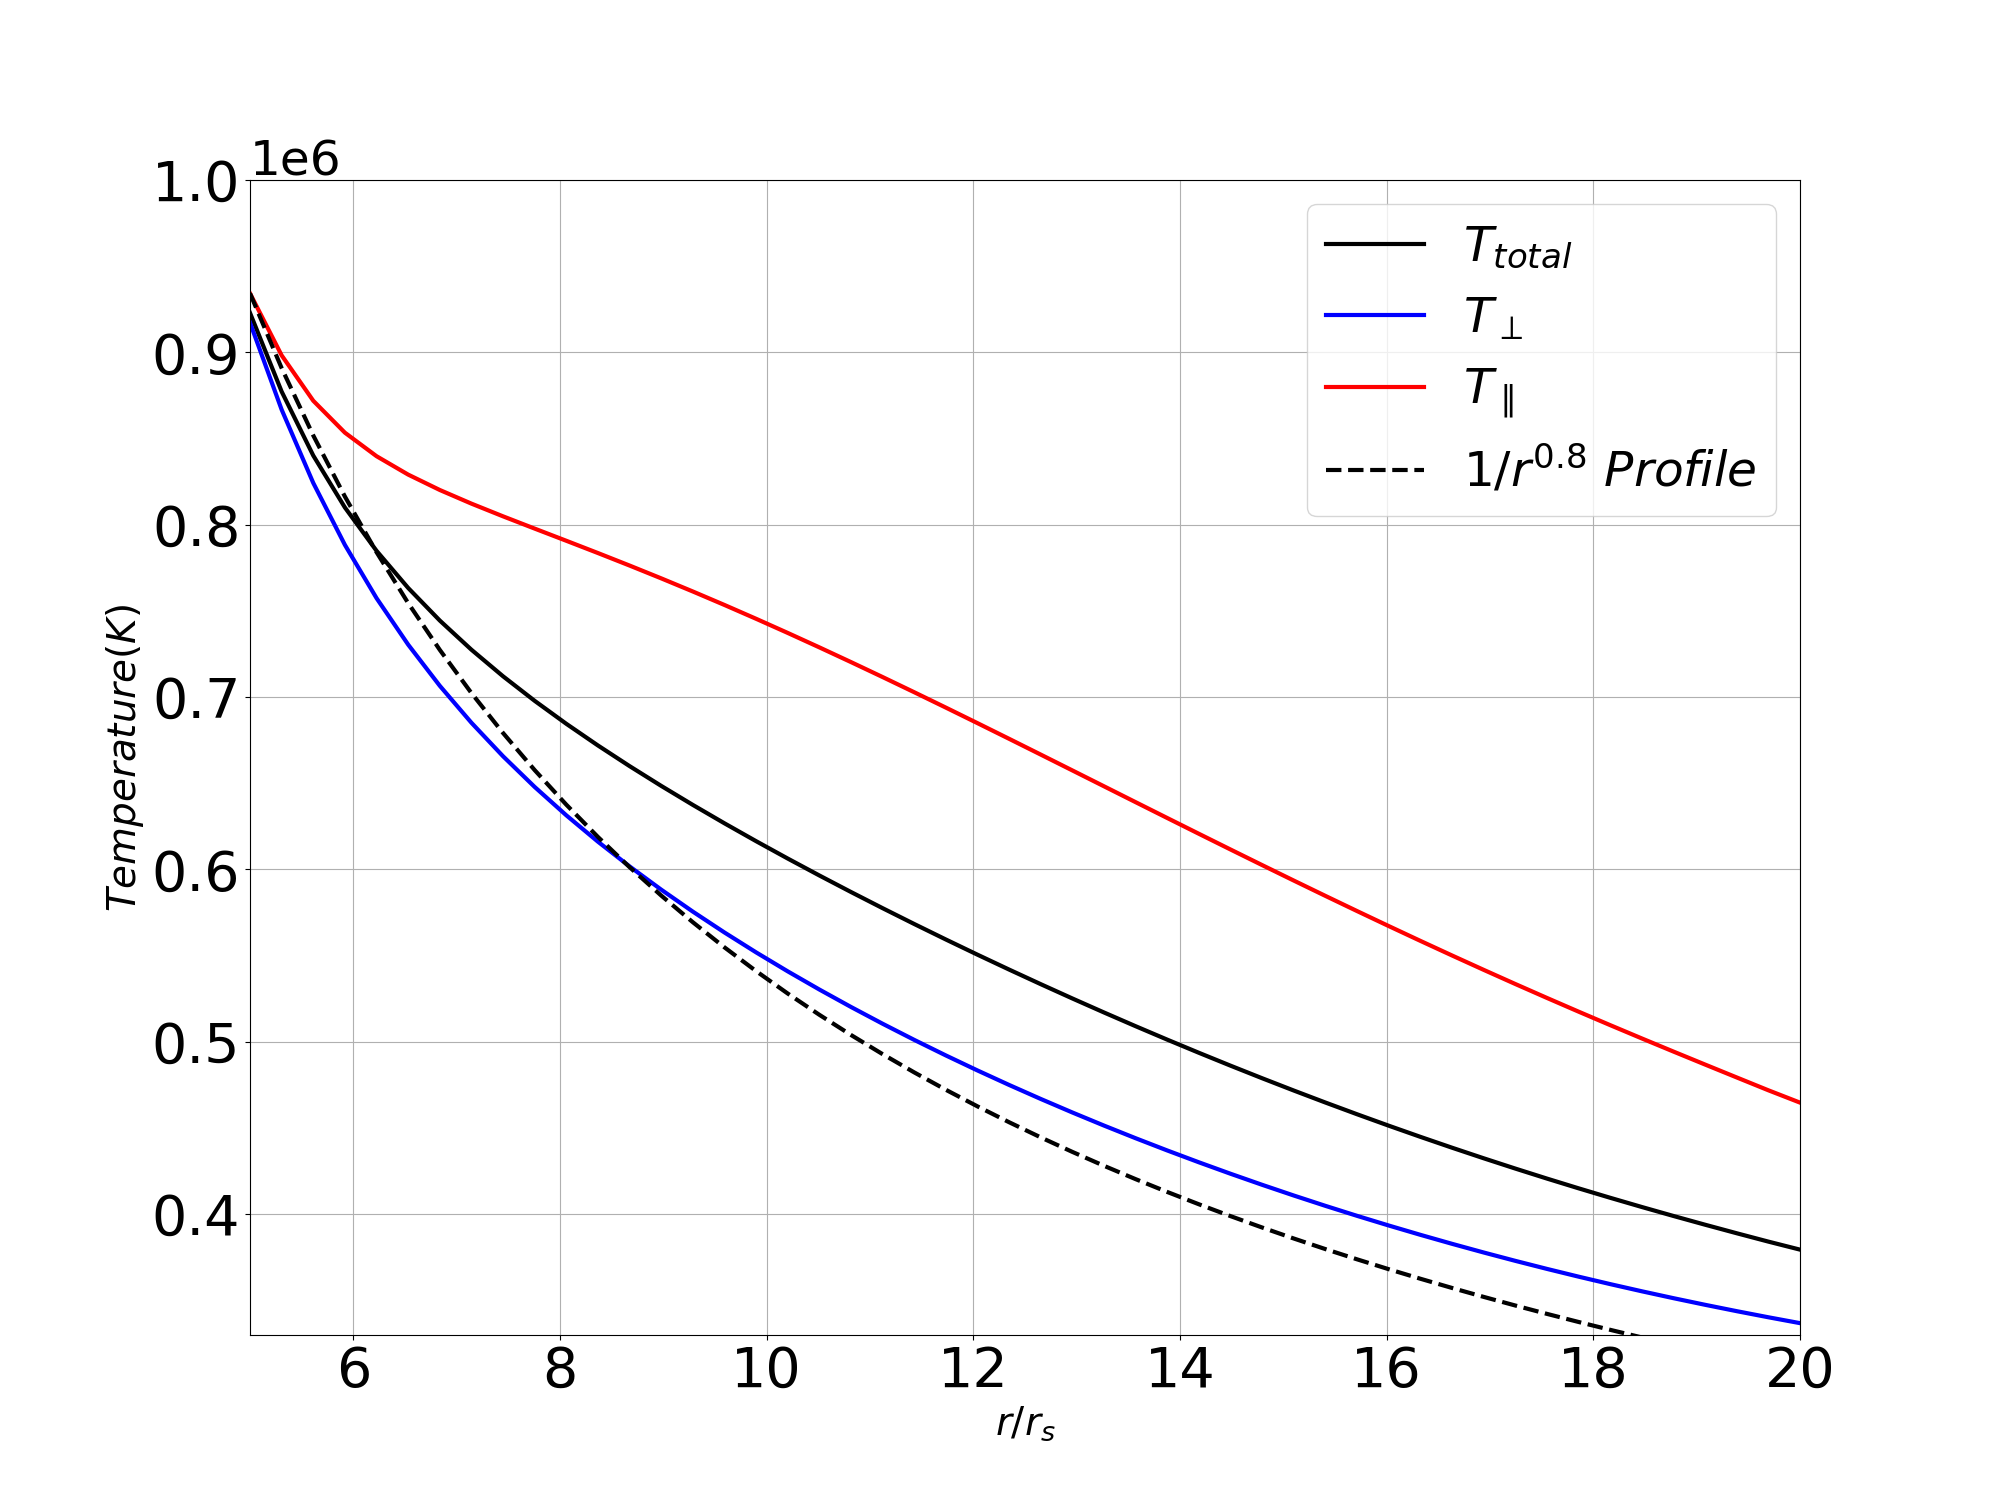 1e6
1.0
0.9
0.8
0.7
0.6
0.5
0.4
Temperature(K)
6 8 10 12 14 16 18 20
r/r_s
T_total
T_⊥
T_∥
1/r^0.8 Profile